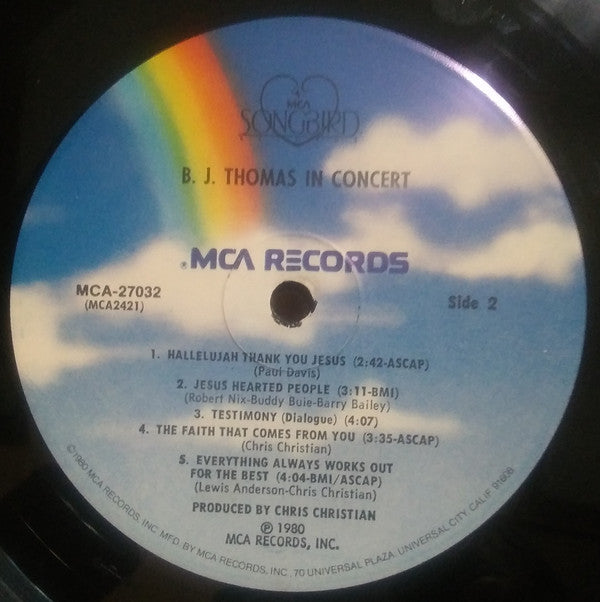 MCA
SONGBIRD
B. J. THOMAS IN CONCERT
®MCA RECORDS
MCA-27032
(MCA2421)
Side 2
1. HALLELUJAH THANK YOU JESUS (2:42-ASCAP)
(Paul Davis)
2. JESUS HEARTED PEOPLE (3:11-BMI)
(Robert Nix-Buddy Buie-Barry Bailey)
3. TESTIMONY (Dialogue) (4:07)
4. THE FAITH THAT COMES FROM YOU (3:35-ASCAP)
(Chris Christian)
5. EVERYTHING ALWAYS WORKS OUT
FOR THE BEST (4:04-BMI/ASCAP)
(Lewis Anderson-Chris Christian)
PRODUCED BY CHRIS CHRISTIAN
℗ 1980
MCA RECORDS, INC.
©1980 MCA RECORDS, INC. MFD. BY MCA RECORDS, INC., 70 UNIVERSAL PLAZA, UNIVERSAL CITY, CALIF. 91608